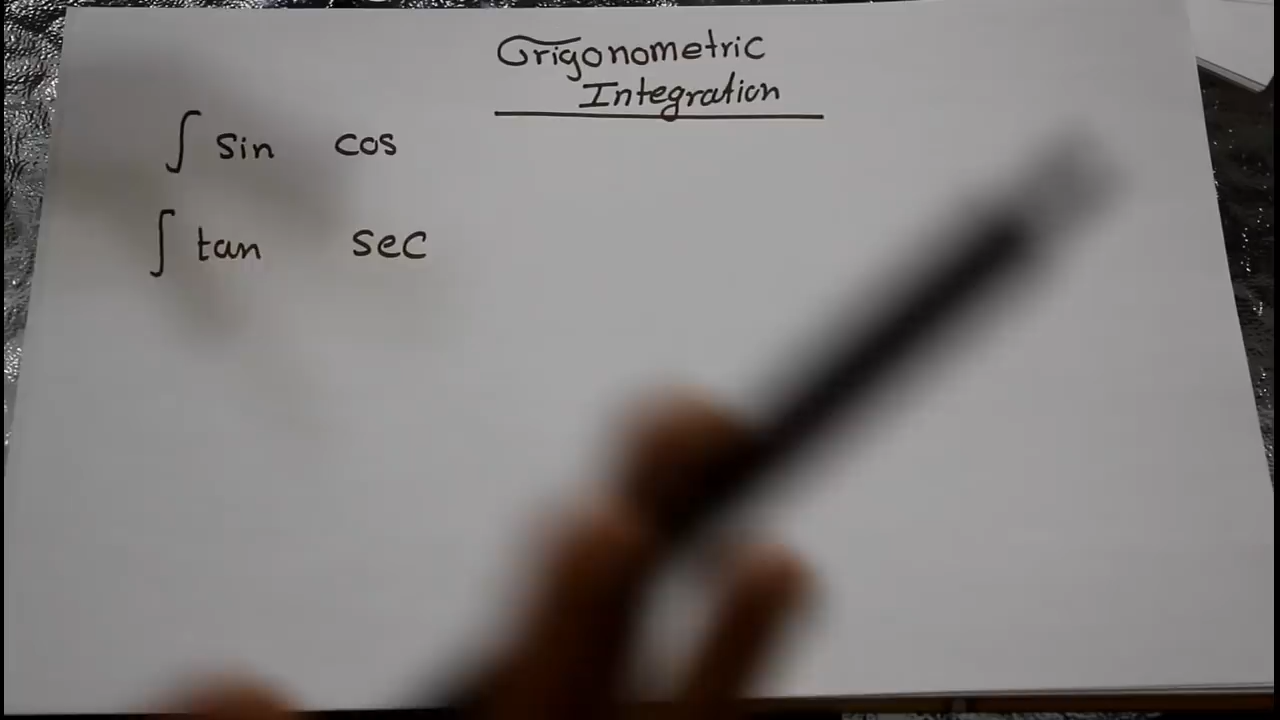 Trigonometric
Integration
∫ sin cos
∫ tan sec